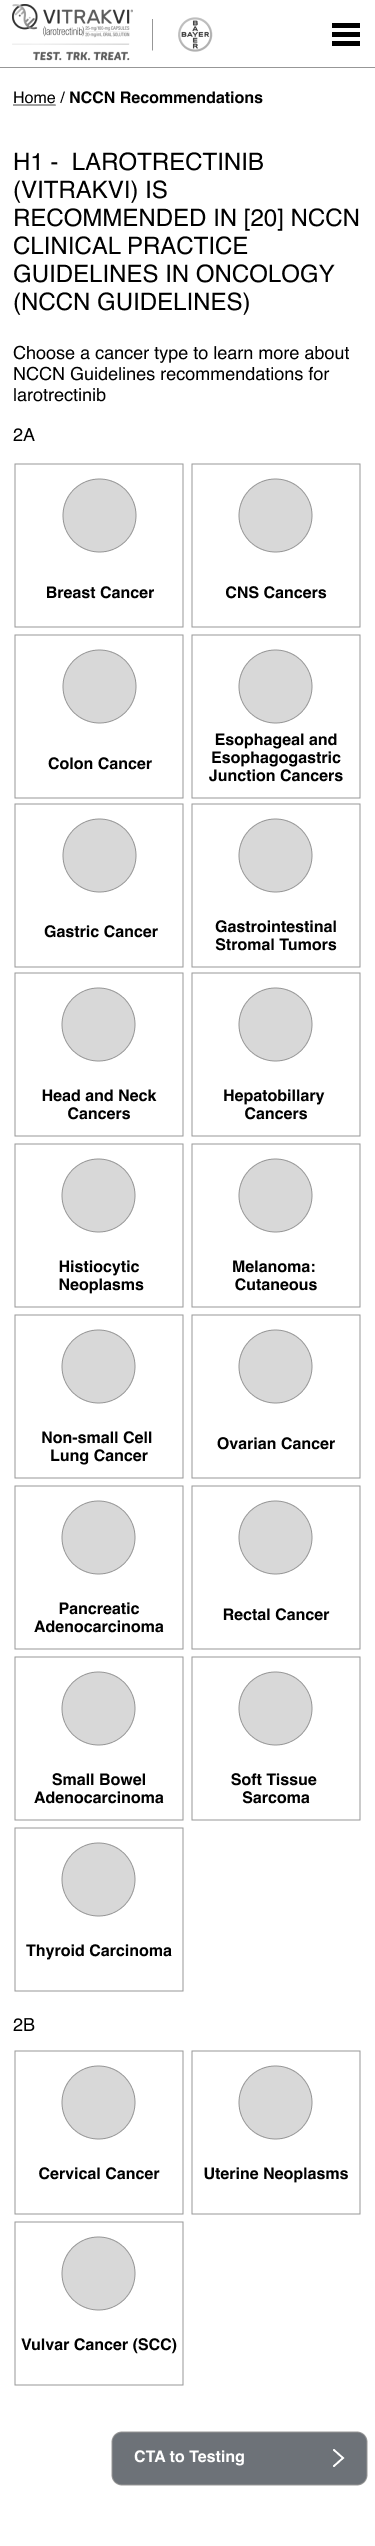 VITRAKVI
(larotrectinib) 25 mg/100 mg CAPSULES
20 mg/mL ORAL SOLUTION
TEST. TRK. TREAT.
BAYER
BAYER
Home / NCCN Recommendations
H1 - LAROTRECTINIB
(VITRAKVI) IS
RECOMMENDED IN [20] NCCN
CLINICAL PRACTICE
GUIDELINES IN ONCOLOGY
(NCCN GUIDELINES)
Choose a cancer type to learn more about
NCCN Guidelines recommendations for
larotrectinib
2A
Breast Cancer
CNS Cancers
Colon Cancer
Esophageal and
Esophagogastric
Junction Cancers
Gastric Cancer
Gastrointestinal
Stromal Tumors
Head and Neck
Cancers
Hepatobillary
Cancers
Histiocytic
Neoplasms
Melanoma:
Cutaneous
Non-small Cell
Lung Cancer
Ovarian Cancer
Pancreatic
Adenocarcinoma
Rectal Cancer
Small Bowel
Adenocarcinoma
Soft Tissue
Sarcoma
Thyroid Carcinoma
2B
Cervical Cancer
Uterine Neoplasms
Vulvar Cancer (SCC)
CTA to Testing